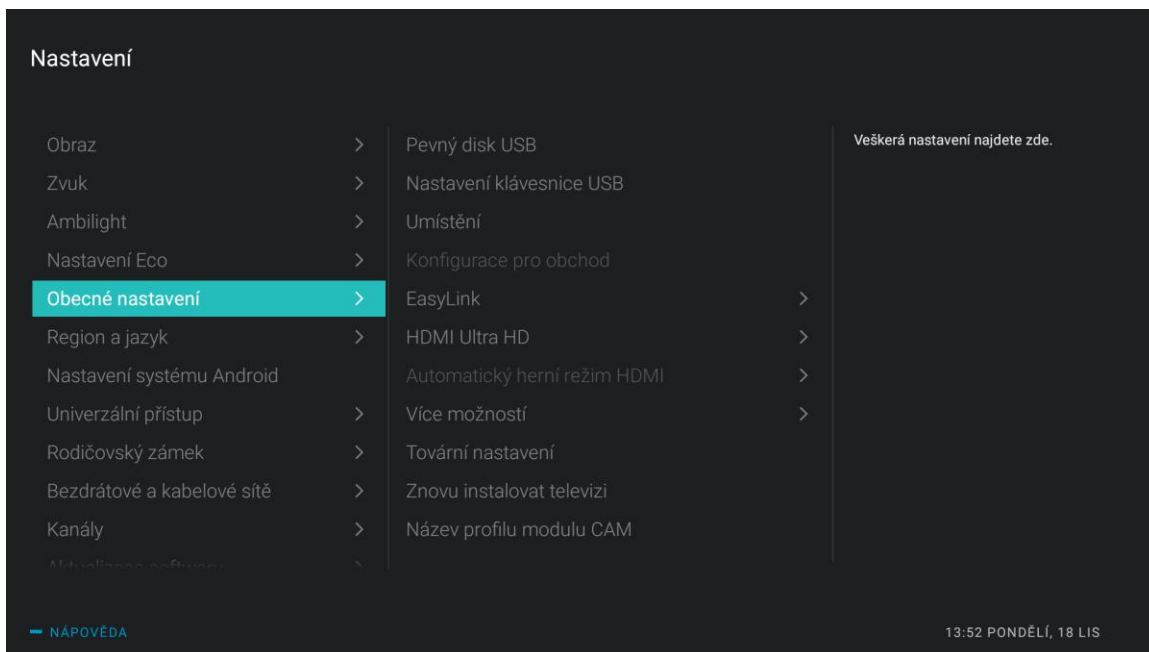 Nastavení
Obraz
Zvuk
Ambilight
Nastavení Eco
Obecné nastavení
Region a jazyk
Nastavení systému Android
Univerzální přístup
Rodičovský zámek
Bezdrátové a kabelové sítě
Kanály
Pevný disk USB
Nastavení klávesnice USB
Umístění
Konfigurace pro obchod
EasyLink
HDMI Ultra HD
Automatický herní režim HDMI
Více možností
Tovární nastavení
Znovu instalovat televizi
Název profilu modulu CAM
Veškerá nastavení najdete zde.
NÁPOVĚDA
13:52 PONDĚLÍ, 18 LIS